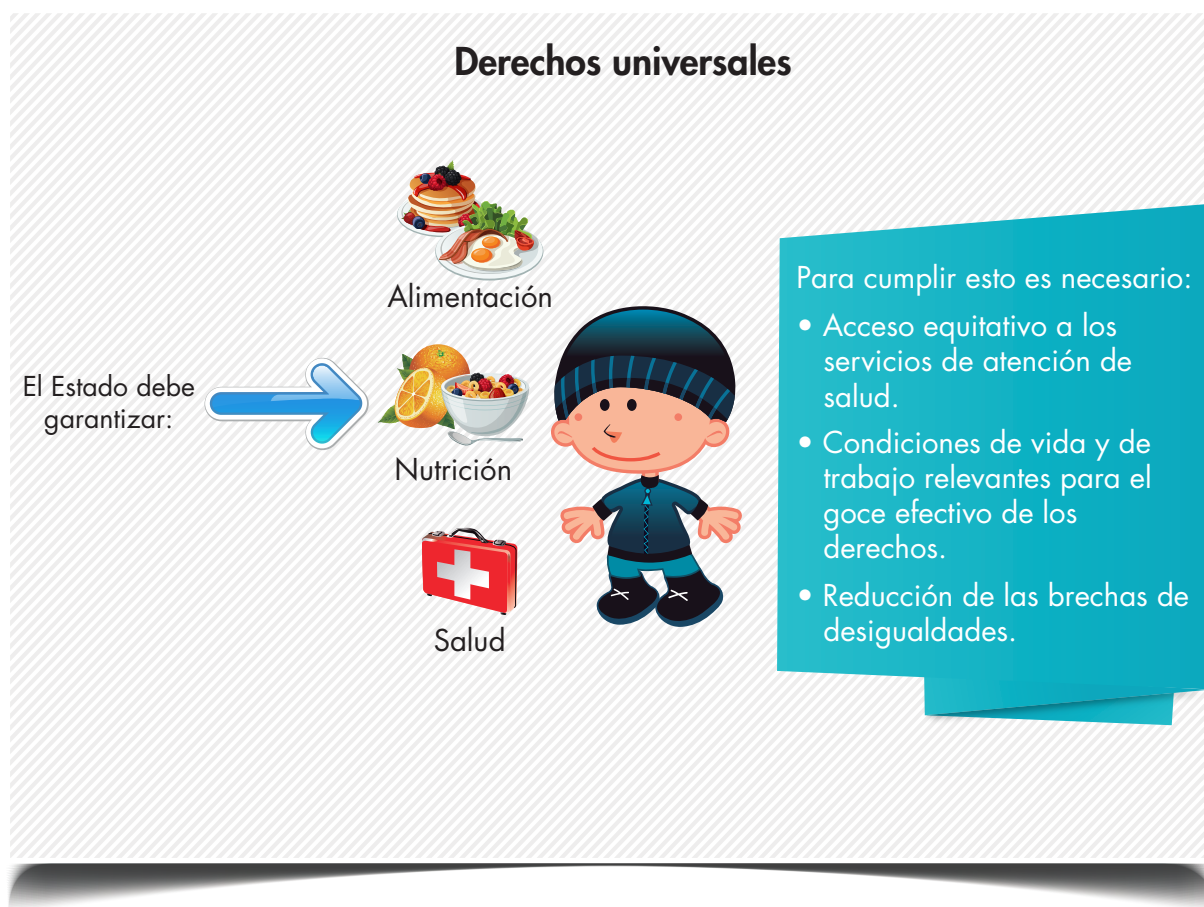 Derechos universales
El Estado debe
garantizar:
Alimentación
Nutrición
Salud
Para cumplir esto es necesario:
• Acceso equitativo a los
servicios de atención de
salud.
• Condiciones de vida y de
trabajo relevantes para el
goce efectivo de los
derechos.
• Reducción de las brechas de
desigualdades.